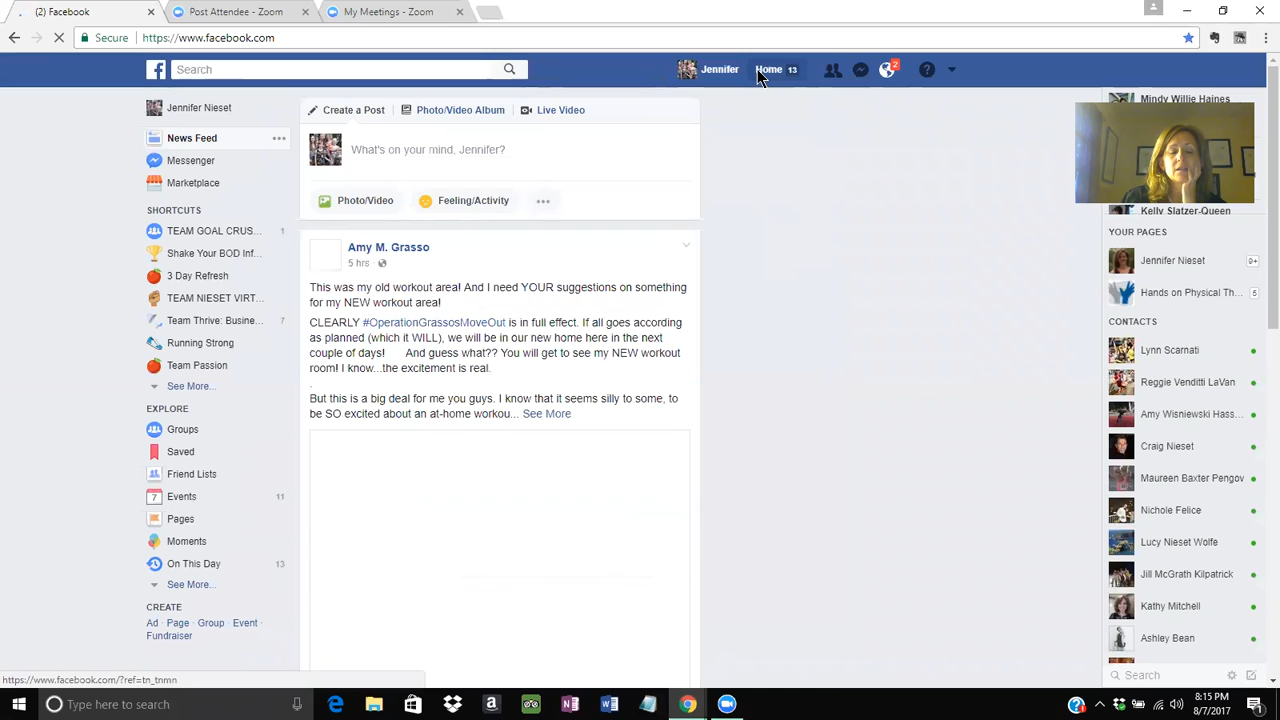 (2) Facebook
Post Attendee - Zoom
My Meetings - Zoom
Secure
https://www.facebook.com
Search
Jennifer
Home 13
2
Jennifer Nieset
Create a Post
Photo/Video Album
Live Video
Mindy Willie Haines
News Feed
What's on your mind, Jennifer?
Messenger
Marketplace
Photo/Video
Feeling/Activity
SHORTCUTS
Kelly Slatzer-Queen
TEAM GOAL CRUS... 1
YOUR PAGES
Shake Your BOD Inf...
Amy M. Grasso
Jennifer Nieset 9+
5 hrs
3 Day Refresh
This was my old workout area! And I need YOUR suggestions on something
for my NEW workout area!
TEAM NIESET VIRT...
Hands on Physical Th... 5
Team Thrive: Busine... 7
CLEARLY #OperationGrassosMoveOut is in full effect. If all goes according
as planned (which it WILL), we will be in our new home here in the next
couple of days! And guess what?? You will get to see my NEW workout
room! I know...the excitement is real.
.
But this is a big deal for me you guys. I know that it seems silly to some, to
be SO excited about an at-home workou... See More
CONTACTS
Running Strong
Lynn Scarnati
Team Passion
See More...
Reggie Venditti LaVan
EXPLORE
Amy Wisniewski Hass...
Groups
Saved
Craig Nieset
Friend Lists
Maureen Baxter Pengov
Events 11
7
Nichole Felice
Pages
Moments
Lucy Nieset Wolfe
On This Day 13
Jill McGrath Kilpatrick
See More...
CREATE
Kathy Mitchell
Ad · Page · Group · Event ·
Fundraiser
Ashley Bean
Search
https://www.facebook.com/?ref=tn_tnmn
Type here to search
8:15 PM
8/7/2017